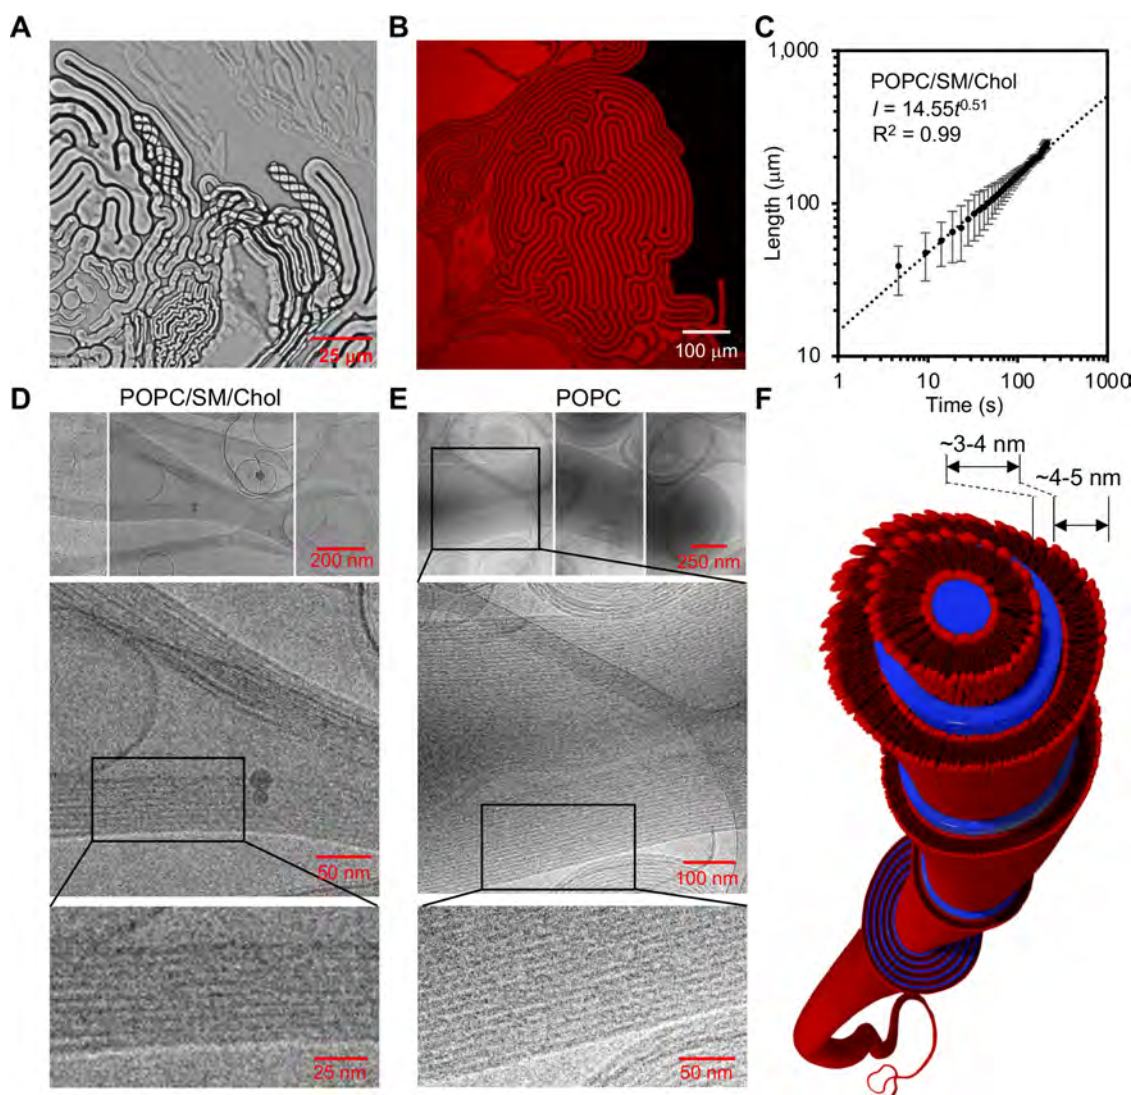 A
B
C
1,000
POPC/SM/Chol
l = 14.55t^0.51
R² = 0.99
Length (μm)
100
10
1
10
100
1000
Time (s)
25 μm
100 μm
D
POPC/SM/Chol
E
POPC
F
200 nm
250 nm
~3-4 nm
~4-5 nm
50 nm
100 nm
25 nm
50 nm